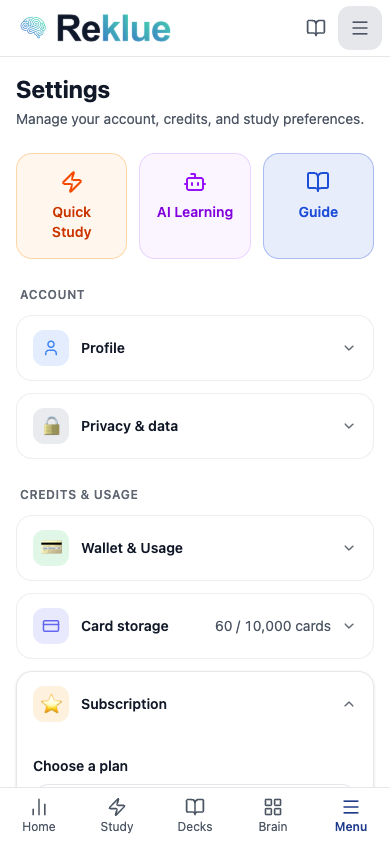 Reklue
Settings
Manage your account, credits, and study preferences.
Quick
Study
AI Learning
Guide
ACCOUNT
Profile
Privacy & data
CREDITS & USAGE
Wallet & Usage
Card storage 60 / 10,000 cards
Subscription
Choose a plan
Home Study Decks Brain Menu